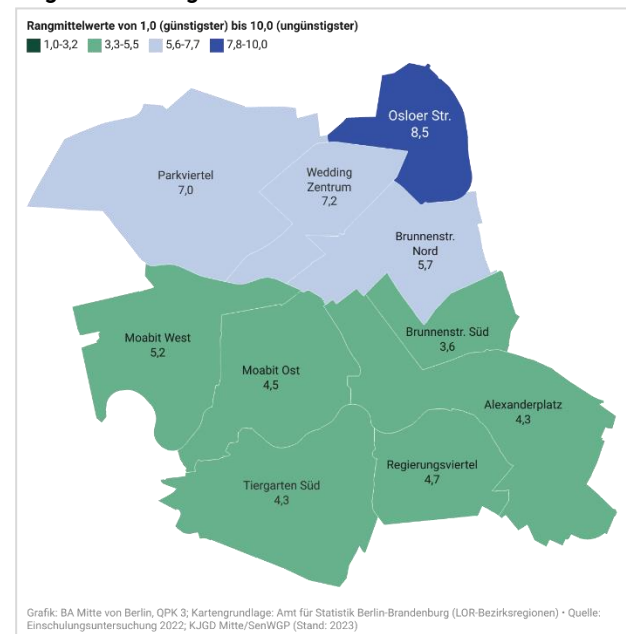 Rangmittelwerte von 1,0 (günstigster) bis 10,0 (ungünstigster)
1,0-3,2 3,3-5,5 5,6-7,7 7,8-10,0
Osloer Str.
8,5
Parkviertel
7,0
Wedding
Zentrum
7,2
Brunnenstr.
Nord
5,7
Brunnenstr. Süd
3,6
Moabit West
5,2
Moabit Ost
4,5
Alexanderplatz
4,3
Regierungsviertel
4,7
Tiergarten Süd
4,3
Grafik: BA Mitte von Berlin, QPK 3; Kartengrundlage: Amt für Statistik Berlin-Brandenburg (LOR-Bezirksregionen) • Quelle:
Einschulungsuntersuchung 2022; KJGD Mitte/SenWGP (Stand: 2023)